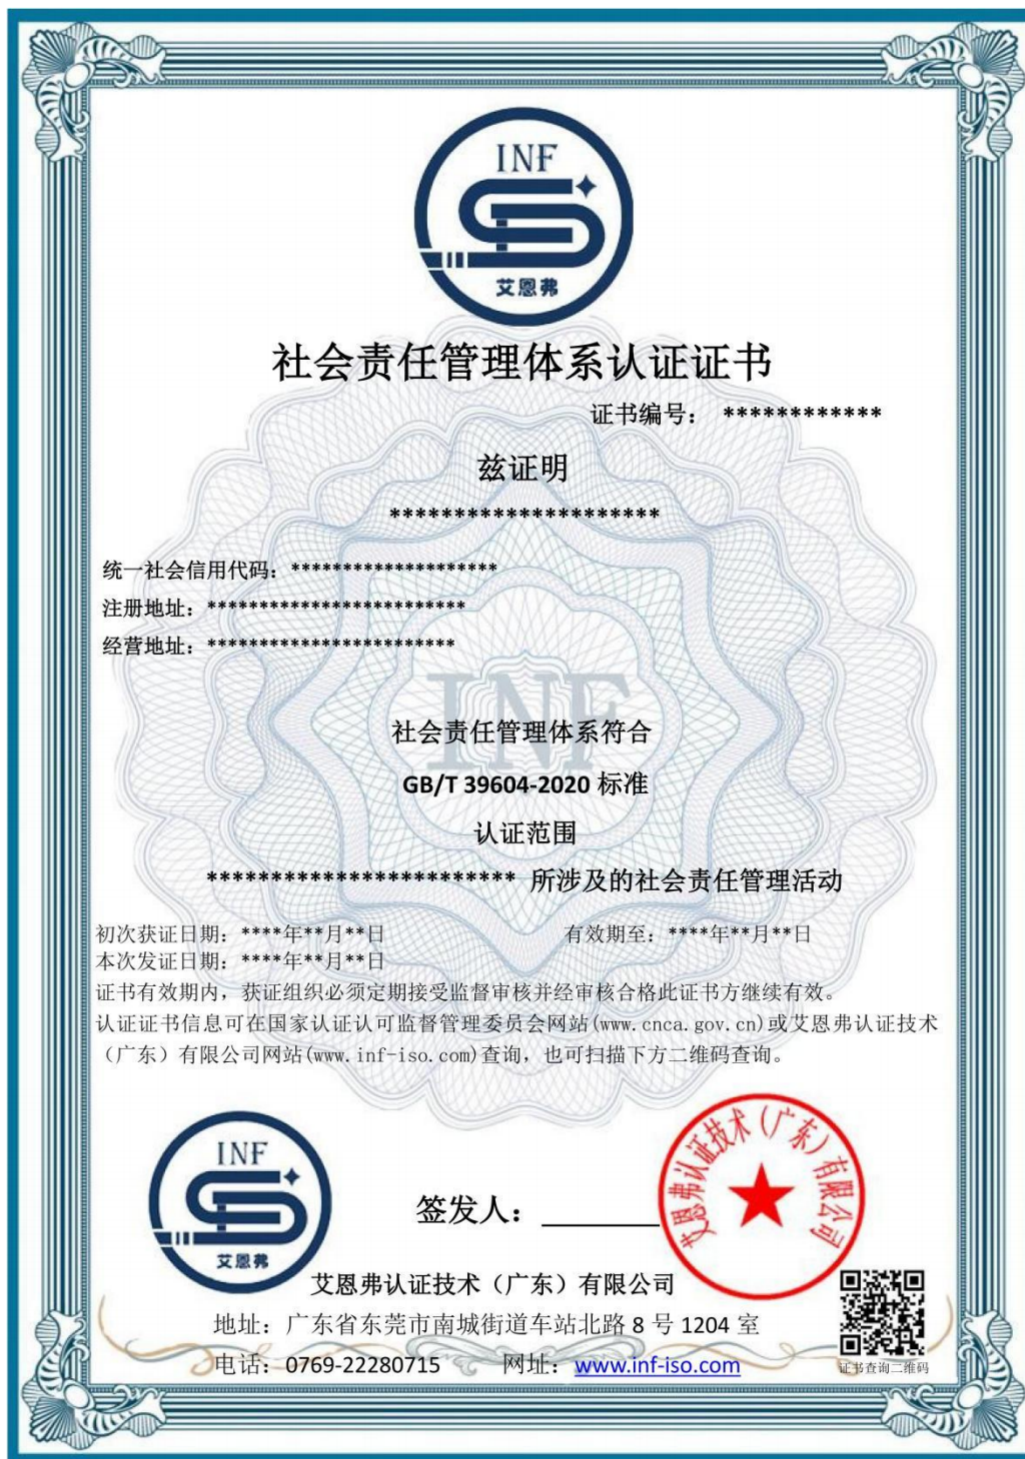 INF
艾恩弗
社会责任管理体系认证证书
证书编号： ************
兹证明
*********************
统一社会信用代码：********************
注册地址：*************************
经营地址：************************
INF
社会责任管理体系符合
GB/T 39604-2020 标准
认证范围
************************ 所涉及的社会责任管理活动
初次获证日期：****年**月**日 有效期至：****年**月**日
本次发证日期：****年**月**日
证书有效期内，获证组织必须定期接受监督审核并经审核合格此证书方继续有效。
认证证书信息可在国家认证认可监督管理委员会网站(www.cnca.gov.cn)或艾恩弗认证技术
（广东）有限公司网站(www.inf-iso.com)查询，也可扫描下方二维码查询。
INF
艾恩弗
签发人：
艾恩弗认证技术（广东）有限公司
艾恩弗认证技术（广东）有限公司
地址：广东省东莞市南城街道车站北路 8 号 1204 室
电话：0769-22280715 网址：www.inf-iso.com
证书查询二维码